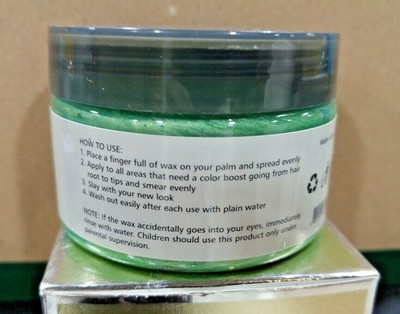 HOW TO USE:
1. Place a finger full of wax on your palm and spread evenly
2. Apply to all areas that need a color boost going from hair
root to tips and smear evenly
3. Slay with your new look
4. Wash out easily after each use with plain water
NOTE: If the wax accidentally goes into your eyes, immediately
rinse with water. Children should use this product only under
parental supervision.
Made